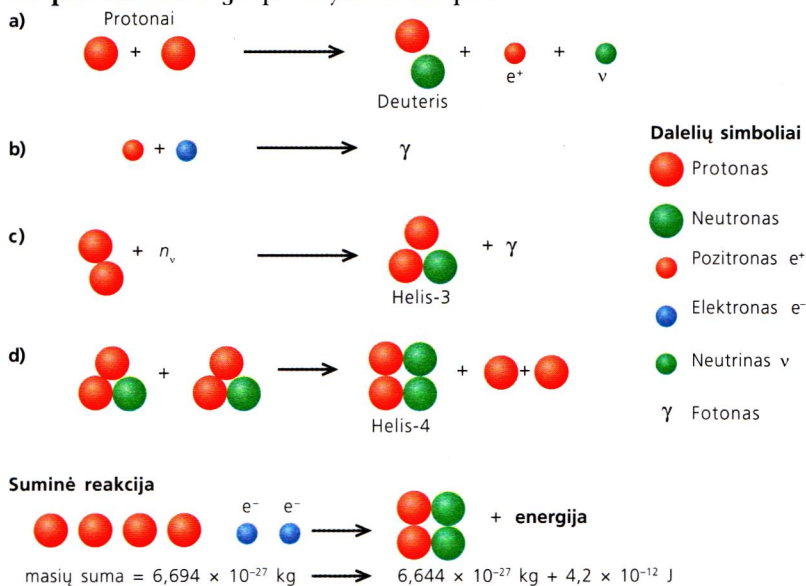 Protonai
a) + → + e⁺ + ν
Deuteris
b) + → γ
c) + nᵥ → + γ
Helis-3
d) + → + +
Helis-4
Suminė reakcija
e⁻ e⁻ → + energija
masių suma = 6,694 × 10⁻²⁷ kg → 6,644 × 10⁻²⁷ kg + 4,2 × 10⁻¹² J
Dalelių simboliai
Protonas
Neutronas
Pozitronas e⁺
Elektronas e⁻
Neutrinas ν
γ Fotonas